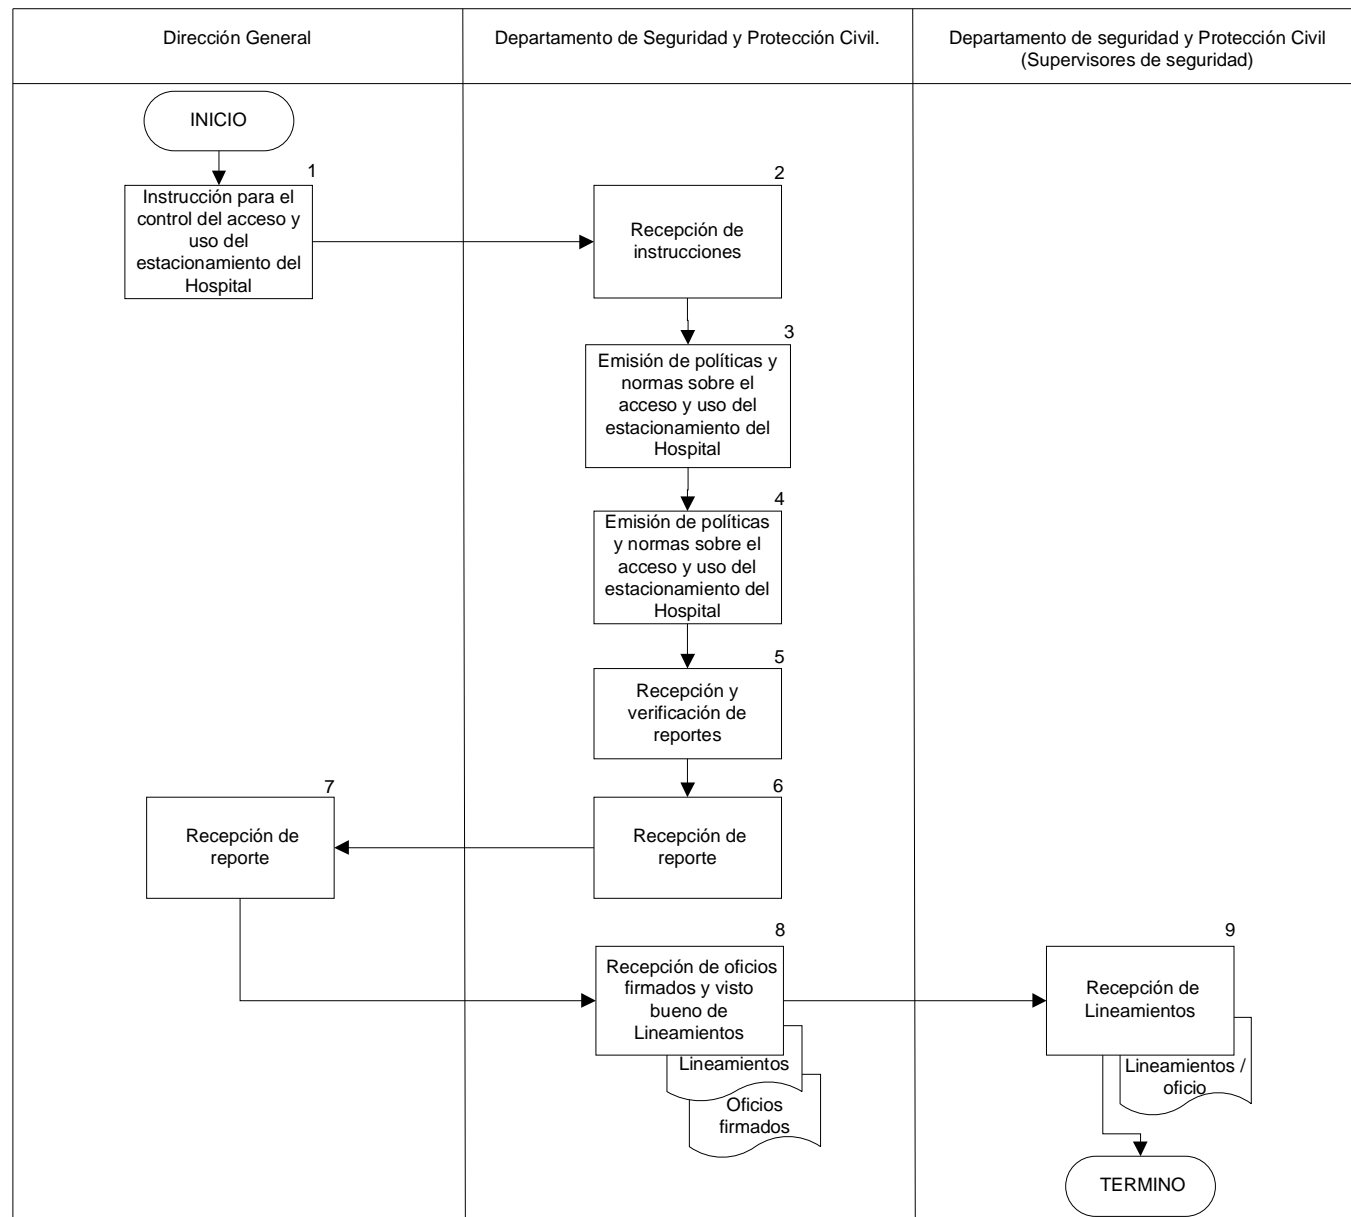 Dirección General
Departamento de Seguridad y Protección Civil.
Departamento de seguridad y Protección Civil
(Supervisores de seguridad)
INICIO
1
Instrucción para el
control del acceso y
uso del
estacionamiento del
Hospital
2
Recepción de
instrucciones
3
Emisión de políticas y
normas sobre el
acceso y uso del
estacionamiento del
Hospital
4
Emisión de políticas
y normas sobre el
acceso y uso del
estacionamiento del
Hospital
5
Recepción y
verificación de
reportes
6
Recepción de
reporte
7
Recepción de
reporte
8
Recepción de oficios
firmados y visto
bueno de
Lineamientos
Lineamientos
Oficios
firmados
9
Recepción de
Lineamientos
Lineamientos /
oficio
TERMINO